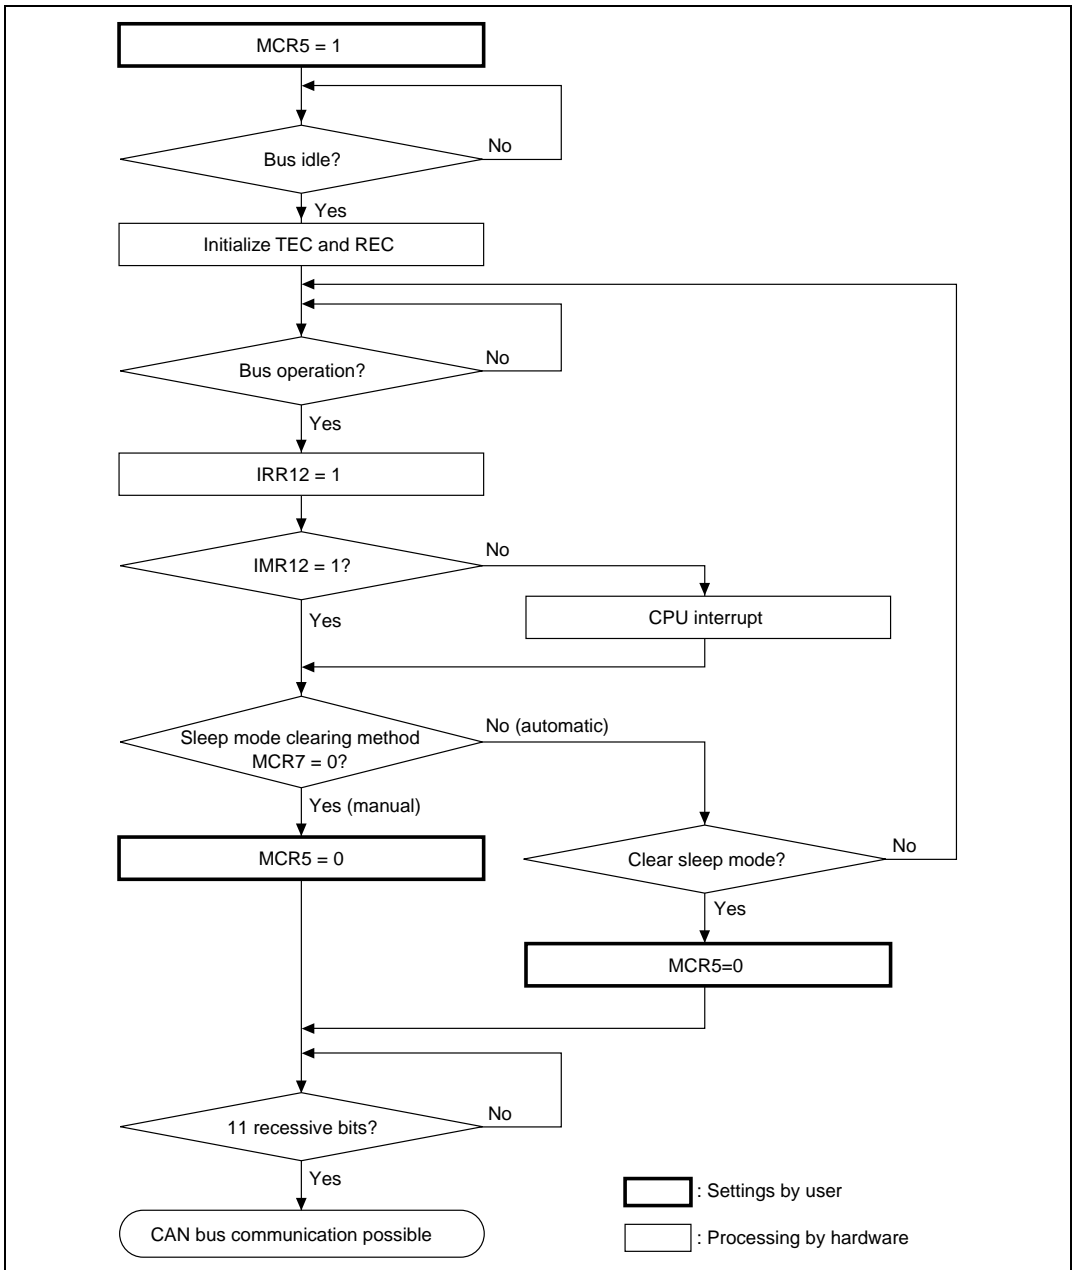 MCR5 = 1
Bus idle?
No
Yes
Initialize TEC and REC
Bus operation?
No
Yes
IRR12 = 1
IMR12 = 1?
No
Yes
CPU interrupt
Sleep mode clearing method
MCR7 = 0?
No (automatic)
Yes (manual)
MCR5 = 0
Clear sleep mode?
No
Yes
MCR5=0
11 recessive bits?
No
Yes
CAN bus communication possible
: Settings by user
: Processing by hardware